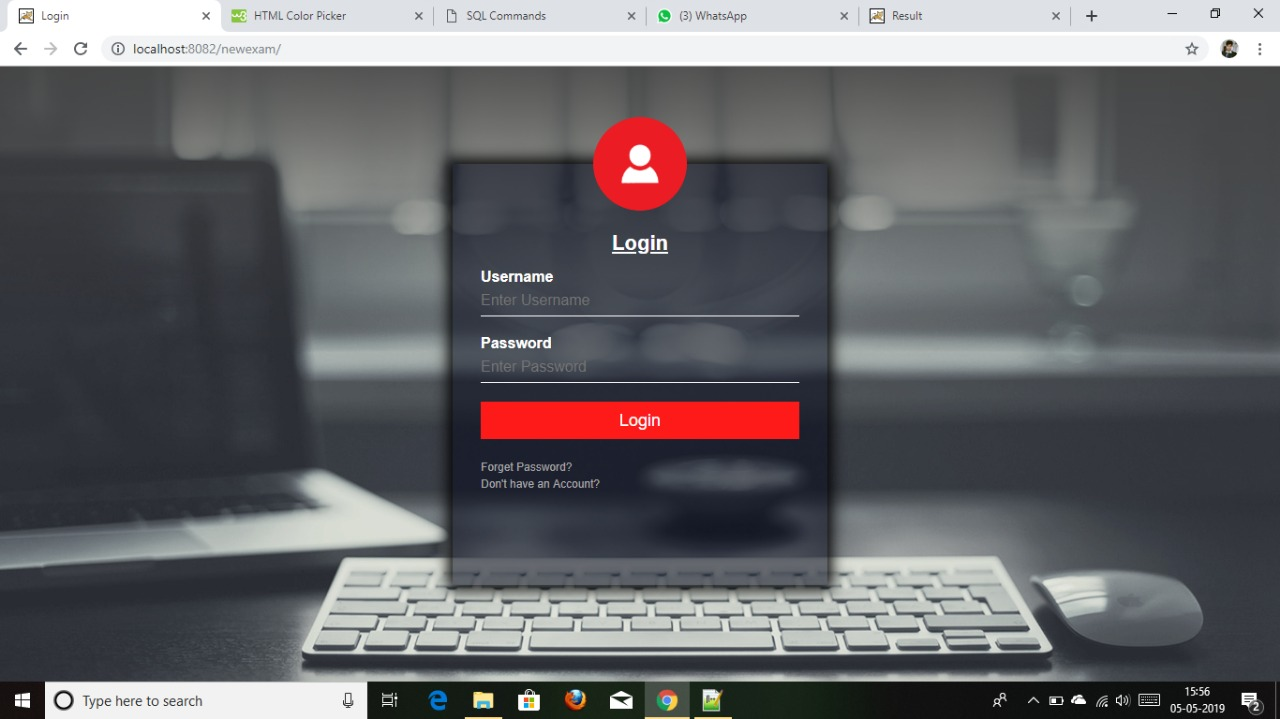 Login
HTML Color Picker
SQL Commands
(3) WhatsApp
Result
localhost:8082/newexam/
Login
Username
Enter Username
Password
Enter Password
Login
Forget Password?
Don't have an Account?
Type here to search
15:56
05-05-2019
2